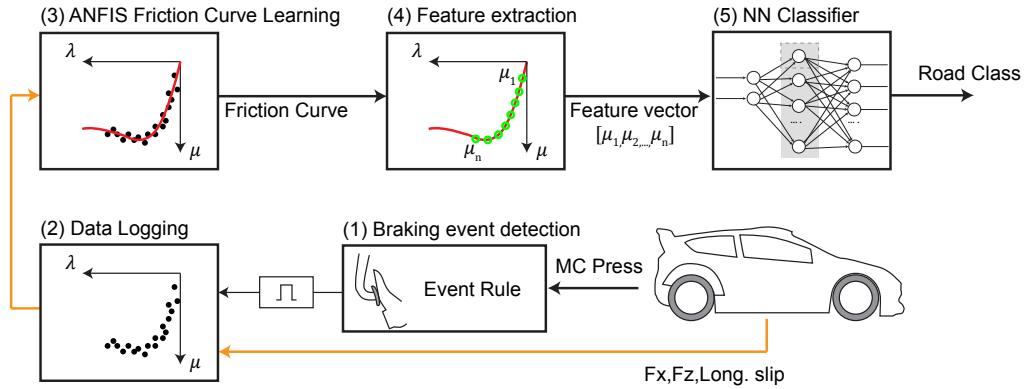 (3) ANFIS Friction Curve Learning
(4) Feature extraction
(5) NN Classifier
λ
μ
Friction Curve
λ
μ₁
μₙ
μ
Feature vector
[μ₁,μ₂,...,μₙ]
....
....
Road Class
(2) Data Logging
λ
μ
(1) Braking event detection
Event Rule
MC Press
Fx,Fz,Long. slip